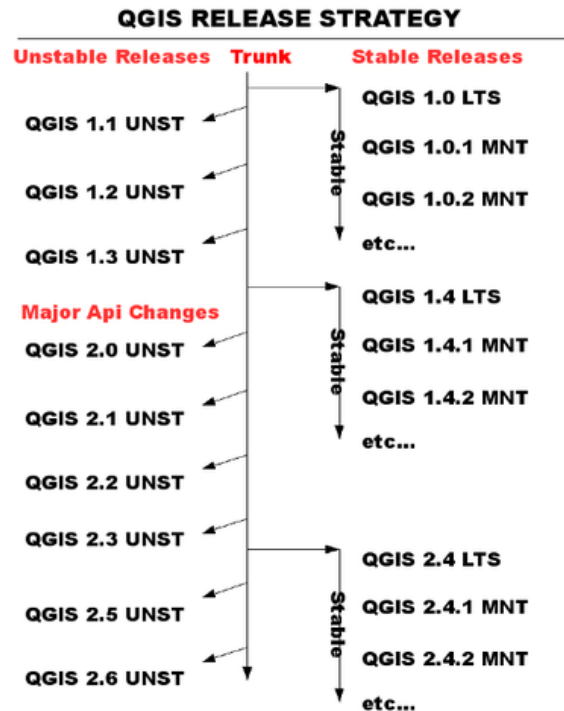 QGIS RELEASE STRATEGY
Unstable Releases Trunk Stable Releases
QGIS 1.0 LTS
QGIS 1.1 UNST
Stable
QGIS 1.0.1 MNT
QGIS 1.2 UNST
QGIS 1.0.2 MNT
QGIS 1.3 UNST
etc...
QGIS 1.4 LTS
Major Api Changes
QGIS 2.0 UNST
Stable
QGIS 1.4.1 MNT
QGIS 2.1 UNST
QGIS 1.4.2 MNT
etc...
QGIS 2.2 UNST
QGIS 2.3 UNST
QGIS 2.4 LTS
QGIS 2.5 UNST
Stable
QGIS 2.4.1 MNT
QGIS 2.6 UNST
QGIS 2.4.2 MNT
etc...